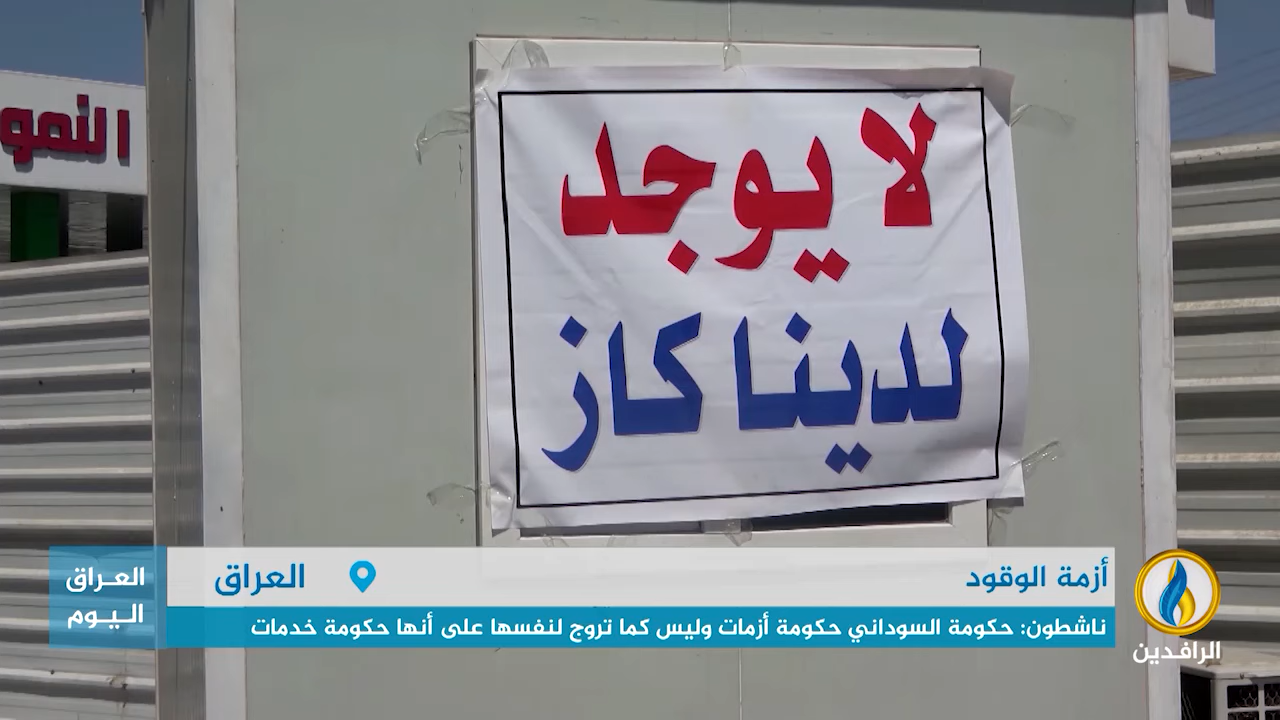 النمو
لا يوجد
لدينا كاز
أزمة الوقود
العراق
ناشطون: حكومة السوداني حكومة أزمات وليس كما تروج لنفسها على أنها حكومة خدمات
العراق
اليوم
الرافدين